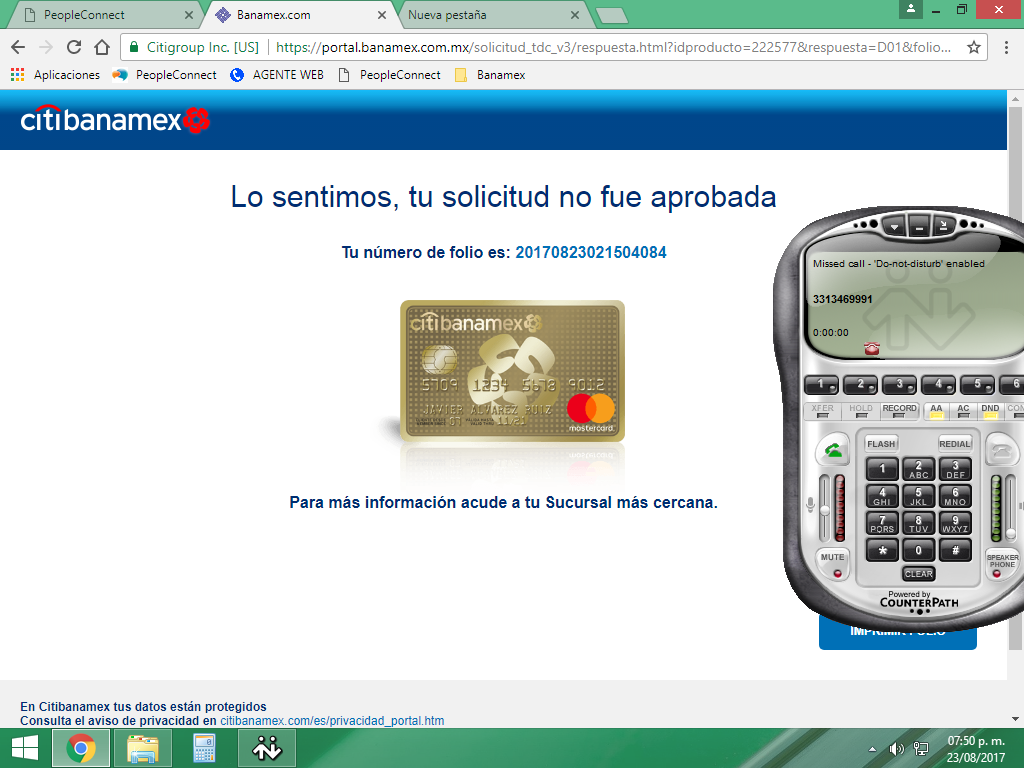 PeopleConnect
Banamex.com
Nueva pestaña
Citigroup Inc. [US]
https://portal.banamex.com.mx/solicitud_tdc_v3/respuesta.html?idproducto=222577&respuesta=D01&folio...
Aplicaciones
PeopleConnect
AGENTE WEB
PeopleConnect
Banamex
citibanamex
Lo sentimos, tu solicitud no fue aprobada
Tu número de folio es: 20170823021504084
citibanamex
5709 1234 5678 9012
JAVIER ALVAREZ RUIZ
07 11/21
mastercard.
Para más información acude a tu Sucursal más cercana.
Missed call - 'Do-not-disturb' enabled
3313469991
0:00:00
1 2 3 4 5 6
XFER HOLD RECORD AA AC DND
FLASH REDIAL
1 2 ABC 3 DEF
4 GHI 5 JKL 6 MNO
7 PQRS 8 TUV 9 WXYZ
* 0 #
CLEAR
MUTE
SPEAKER
PHONE
Powered by
COUNTERPATH
IMPRIMIR FOLIO
En Citibanamex tus datos están protegidos
Consulta el aviso de privacidad en citibanamex.com/es/privacidad_portal.htm
07:50 p. m.
23/08/2017